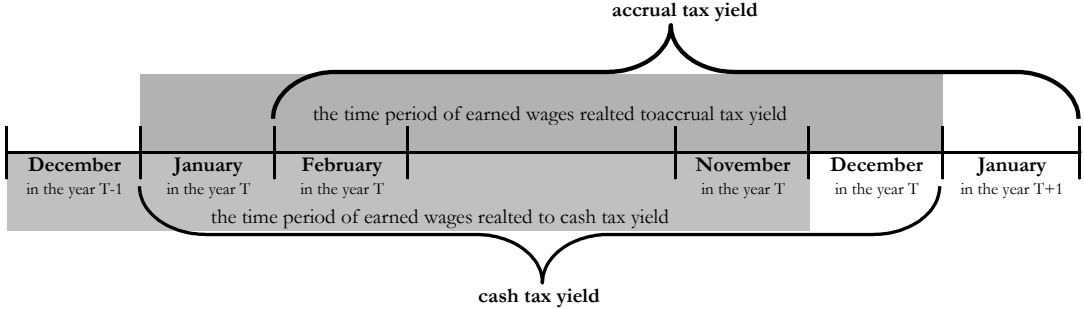 accrual tax yield
the time period of earned wages realted toaccrual tax yield
December January February November December January
in the year T-1 in the year T in the year T in the year T in the year T in the year T+1
the time period of earned wages realted to cash tax yield
cash tax yield